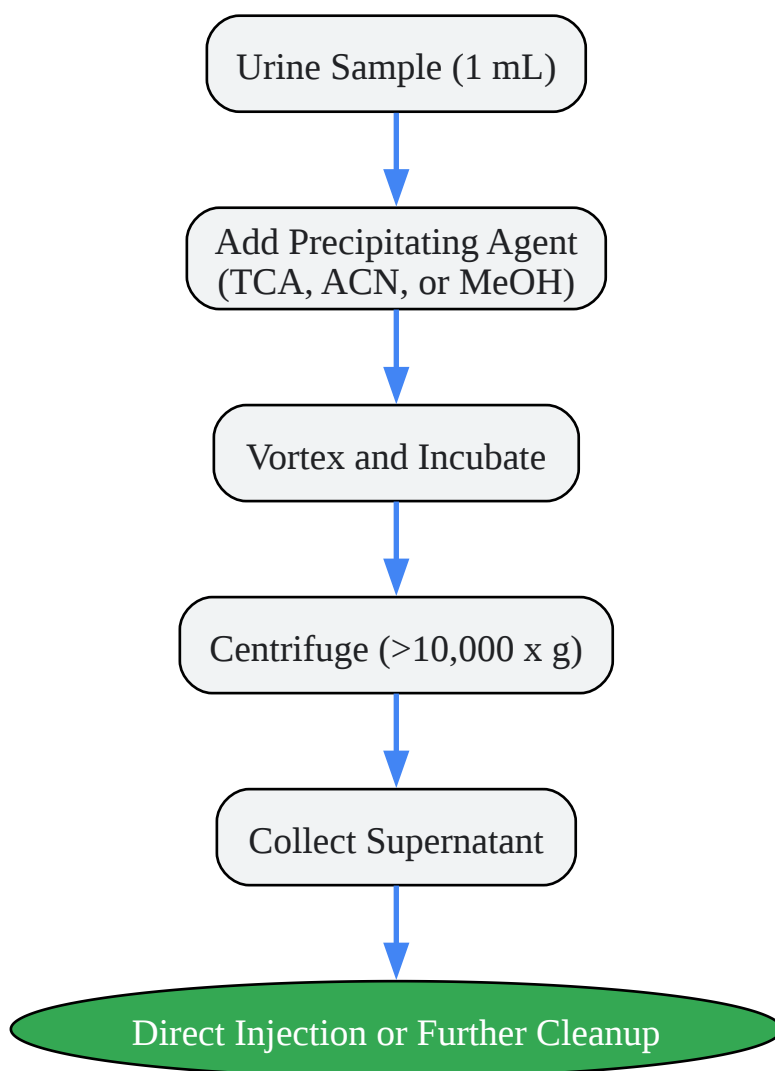 Urine Sample (1 mL)
Add Precipitating Agent
(TCA, ACN, or MeOH)
Vortex and Incubate
Centrifuge (>10,000 x g)
Collect Supernatant
Direct Injection or Further Cleanup